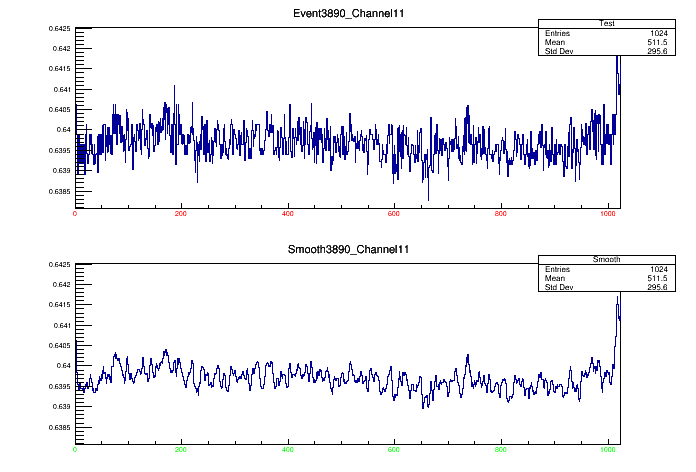 Event3890_Channel11
Test
Entries 1024
Mean 511.5
Std Dev 295.6
0.6425
0.642
0.6415
0.641
0.6405
0.64
0.6395
0.639
0.6385
0 200 400 600 800 1000
Smooth3890_Channel11
Smooth
Entries 1024
Mean 511.5
Std Dev 295.6
0.6425
0.642
0.6415
0.641
0.6405
0.64
0.6395
0.639
0.6385
0 200 400 600 800 1000